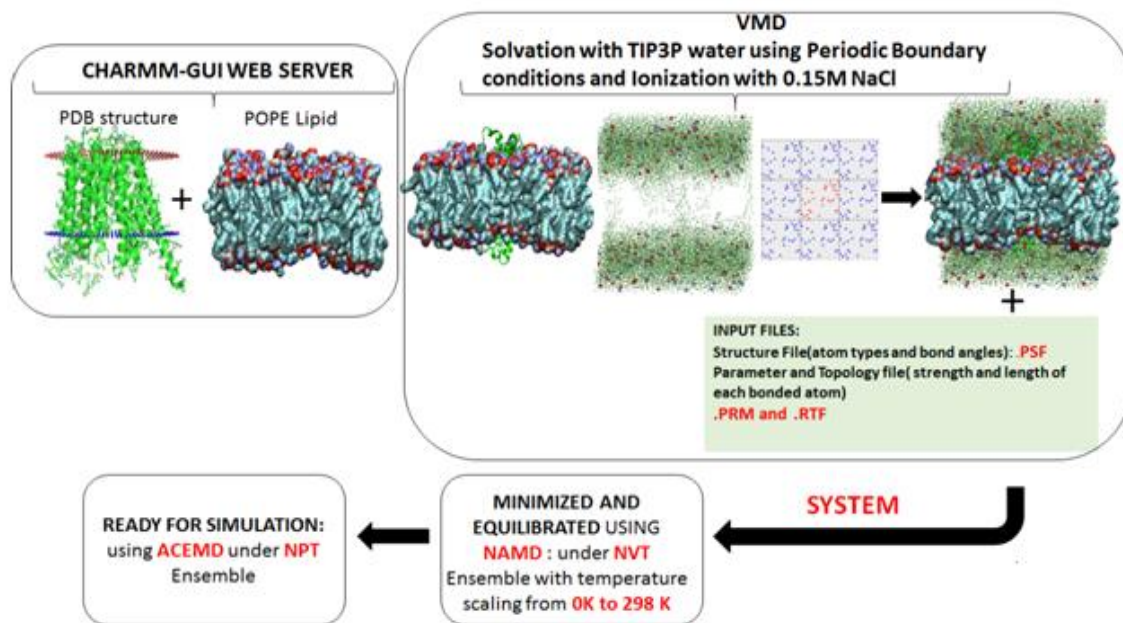 CHARMM-GUI WEB SERVER
PDB structure
POPE Lipid
+
VMD
Solvation with TIP3P water using Periodic Boundary
conditions and Ionization with 0.15M NaCl
+
INPUT FILES:
Structure File(atom types and bond angles): .PSF
Parameter and Topology file( strength and length of
each bonded atom)
.PRM and .RTF
SYSTEM
MINIMIZED AND
EQUILIBRATED USING
NAMD : under NVT
Ensemble with temperature
scaling from 0K to 298 K
READY FOR SIMULATION:
using ACEMD under NPT
Ensemble